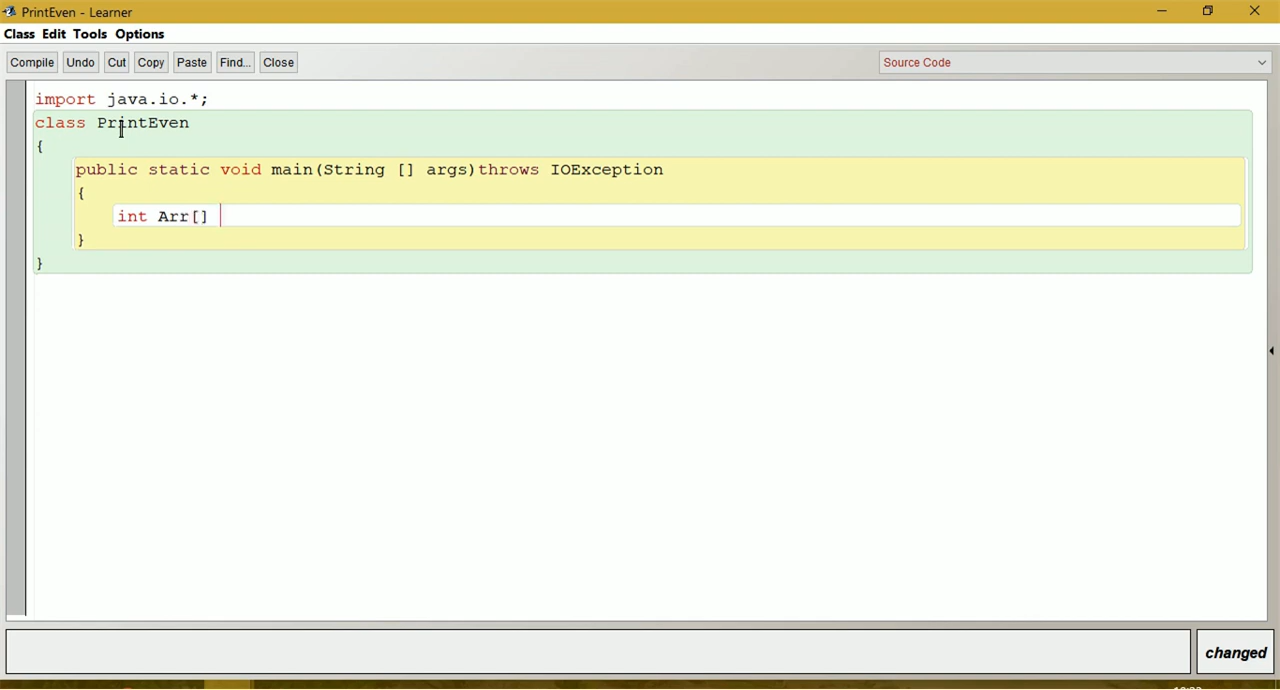 PrintEven - Learner
Class Edit Tools Options
Compile Undo Cut Copy Paste Find... Close Source Code
import java.io.*;
class PrintEven
{
public static void main(String [] args)throws IOException
{
int Arr[]
}
}
changed